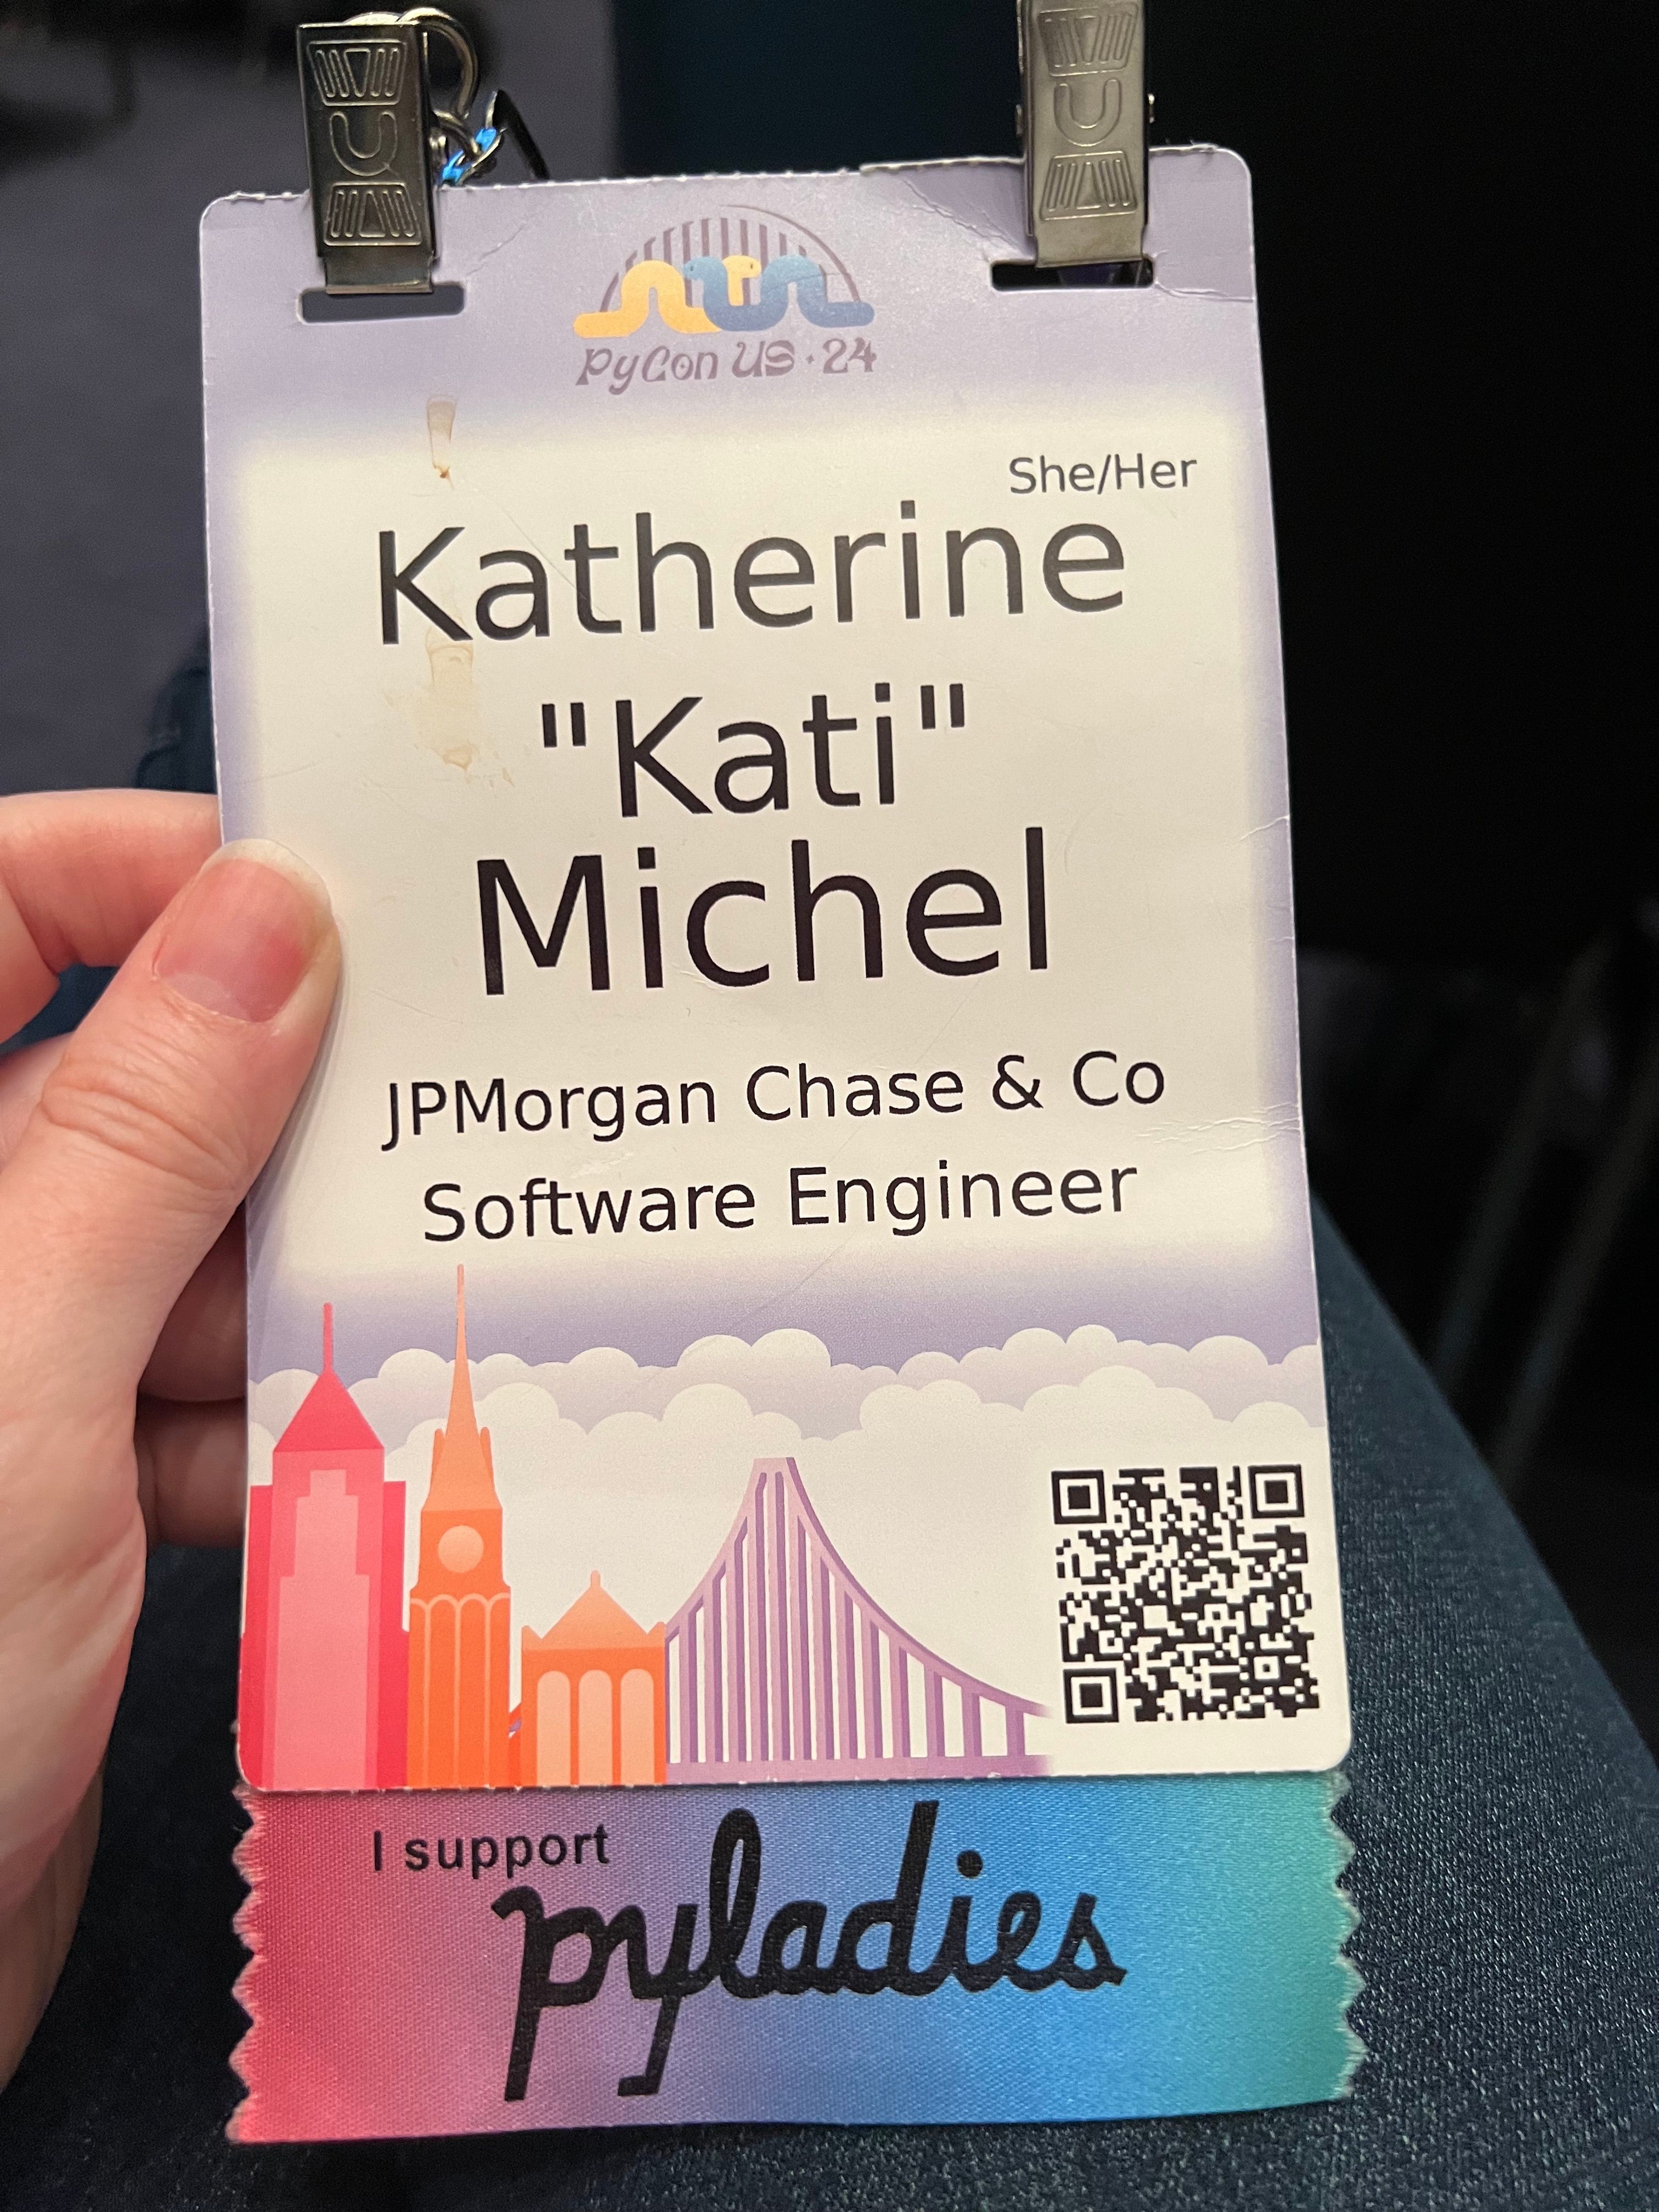 PyCon US · 24
She/Her
Katherine
"Kati"
Michel
JPMorgan Chase & Co
Software Engineer
I support
pyladies